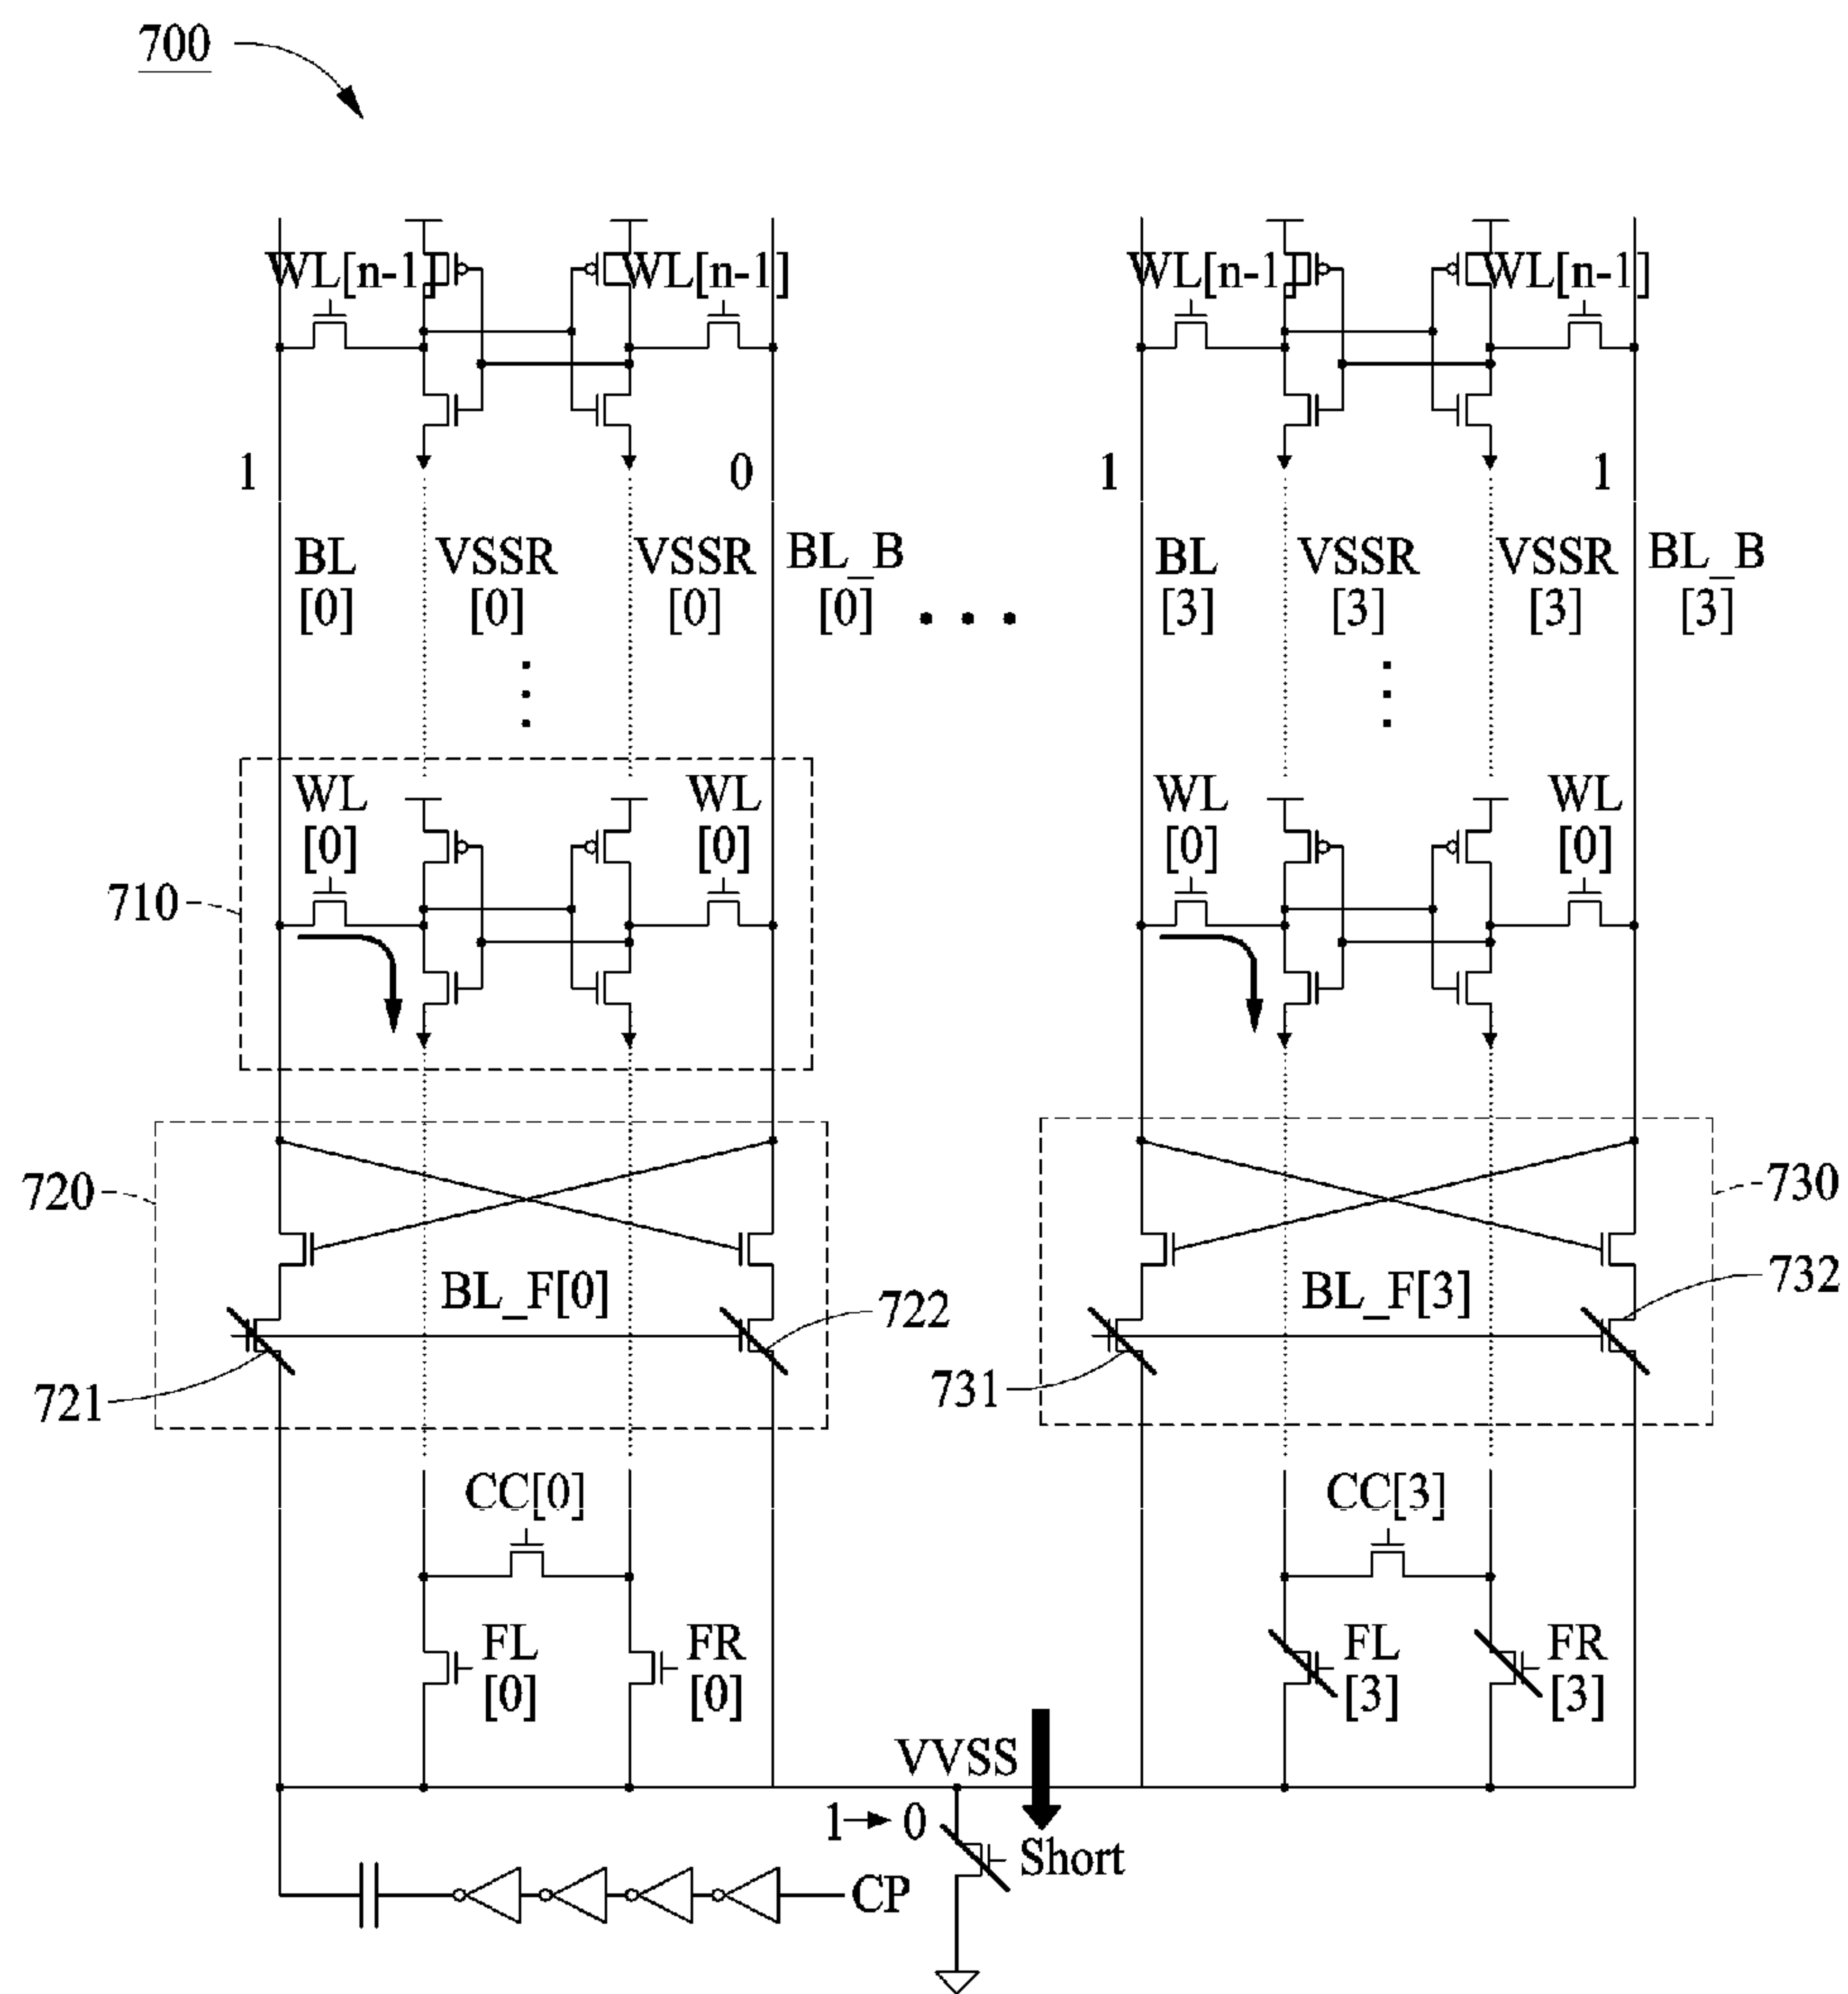 700
WL[n-1] WL[n-1] WL[n-1] WL[n-1]
1 0 1 1
BL VSSR VSSR BL_B BL VSSR VSSR BL_B
[0] [0] [0] [0] [3] [3] [3] [3]
WL WL WL WL
[0] [0] [0] [0]
710
720 730
BL_F[0] 722 BL_F[3] 732
721 731
CC[0] CC[3]
FL FR FL FR
[0] [0] [3] [3]
VVSS
1 → 0 Short
CP